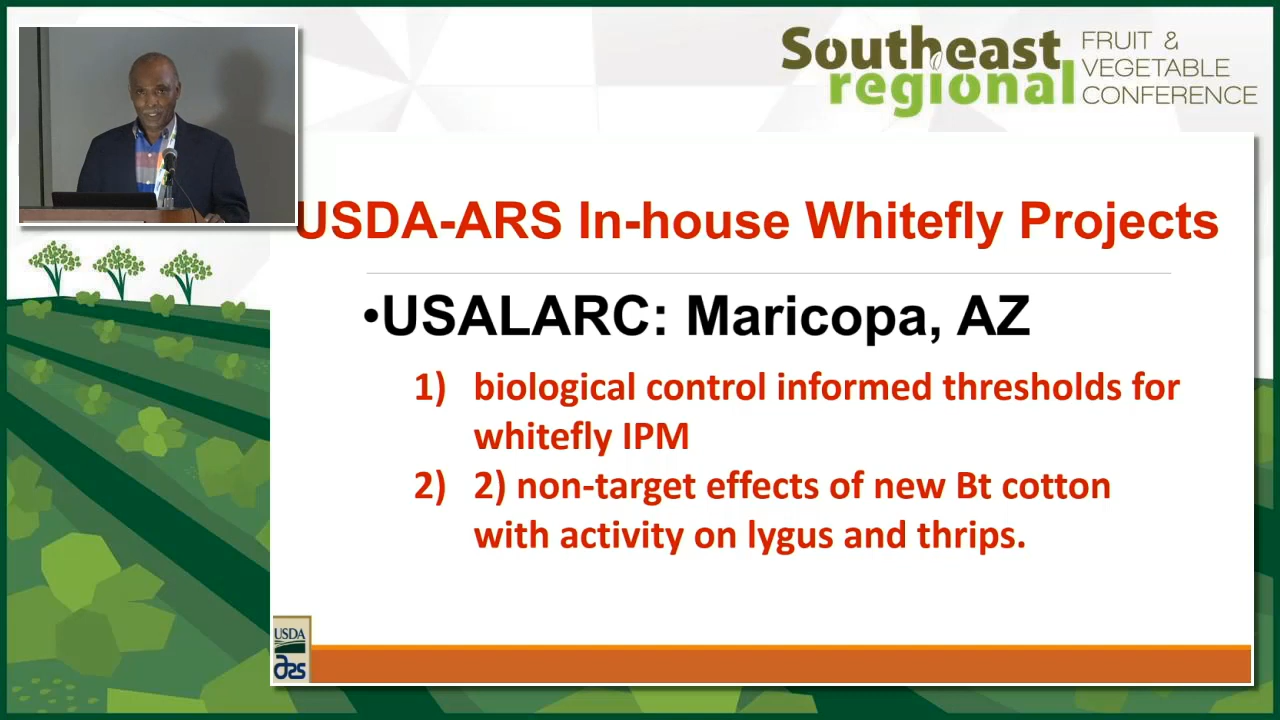 Southeast
regional
FRUIT &
VEGETABLE
CONFERENCE
USDA-ARS In-house Whitefly Projects
•USALARC: Maricopa, AZ
1) biological control informed thresholds for
whitefly IPM
2) 2) non-target effects of new Bt cotton
with activity on lygus and thrips.
USDA
ars